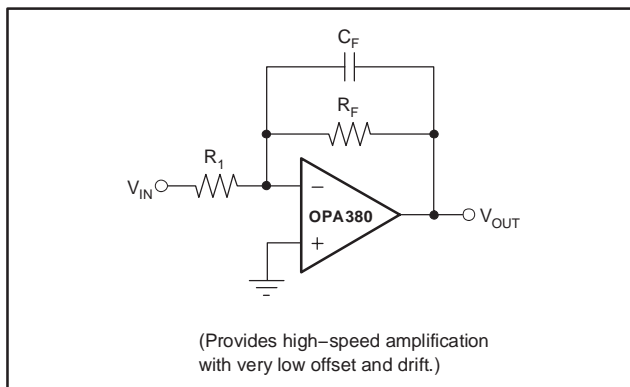 C_F
R_F
R_1
V_IN
−
OPA380
+
V_OUT
(Provides high−speed amplification
with very low offset and drift.)